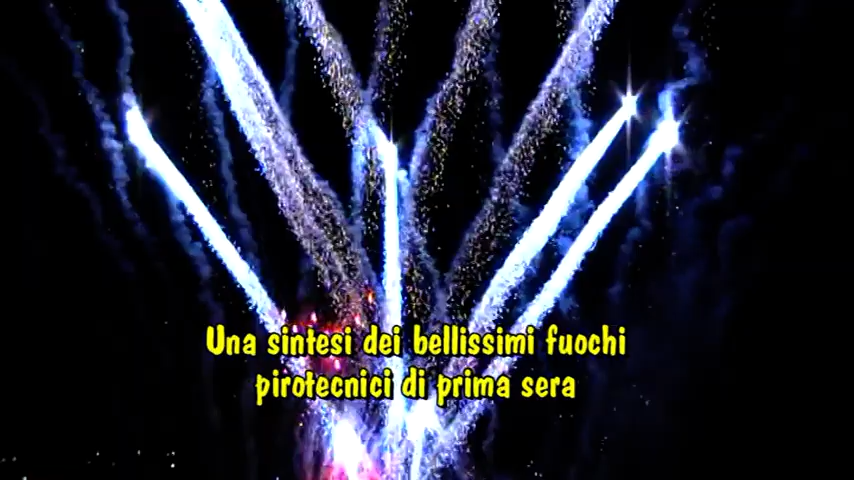 Una sintesi dei bellissimi fuochi
pirotecnici di prima sera